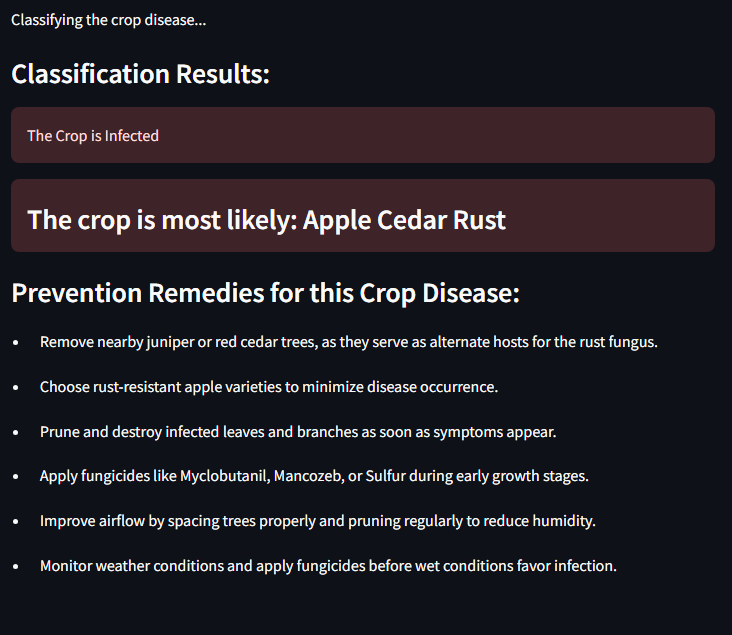 Classifying the crop disease...
Classification Results:
The Crop is Infected
The crop is most likely: Apple Cedar Rust
Prevention Remedies for this Crop Disease:
• Remove nearby juniper or red cedar trees, as they serve as alternate hosts for the rust fungus.
• Choose rust-resistant apple varieties to minimize disease occurrence.
• Prune and destroy infected leaves and branches as soon as symptoms appear.
• Apply fungicides like Myclobutanil, Mancozeb, or Sulfur during early growth stages.
• Improve airflow by spacing trees properly and pruning regularly to reduce humidity.
• Monitor weather conditions and apply fungicides before wet conditions favor infection.